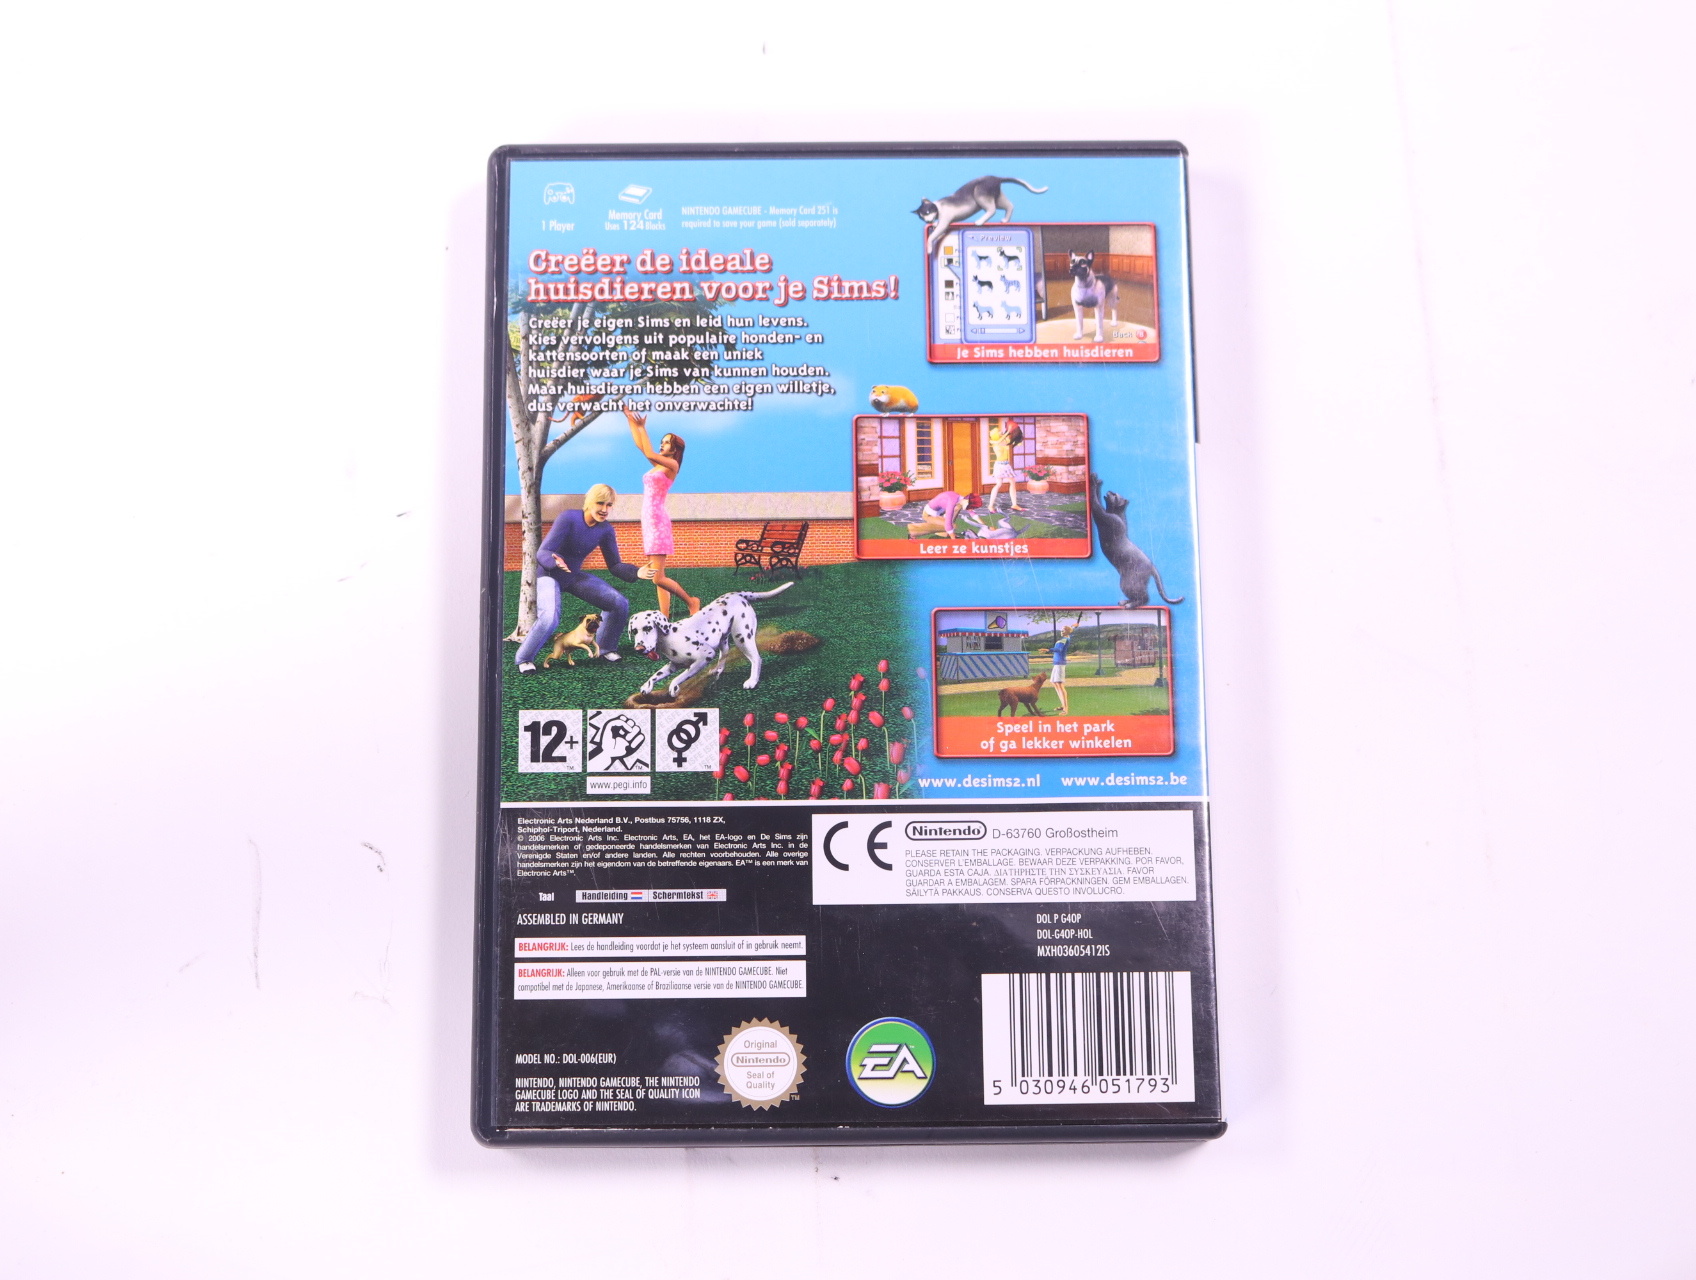 1 Player
Memory Card
Uses 124 Blocks
NINTENDO GAMECUBE - Memory Card 251 is
required to save your game (sold separately)
Creëer de ideale
huisdieren voor je Sims!
Creëer je eigen Sims en leid hun levens.
Kies vervolgens uit populaire honden- en
kattensoorten of maak een uniek
huisdier waar je Sims van kunnen houden.
Maar huisdieren hebben een eigen willetje,
dus verwacht het onverwachte!
Preview
Back
Je Sims hebben huisdieren
Leer ze kunstjes
Speel in het park
of ga lekker winkelen
12+
www.pegi.info
www.desims2.nl www.desims2.be
Electronic Arts Nederland B.V., Postbus 75756, 1118 ZX,
Schiphol-Triport, Nederland.
© 2006 Electronic Arts Inc. Electronic Arts, EA, het EA-logo en De Sims zijn
handelsmerken of gedeponeerde handelsmerken van Electronic Arts Inc. in de
Verenigde Staten en/of andere landen. Alle rechten voorbehouden. Alle overige
handelsmerken zijn het eigendom van de betreffende eigenaars. EA™ is een merk van
Electronic Arts™.
Taal Handleiding Schermtekst
ASSEMBLED IN GERMANY
BELANGRIJK: Lees de handleiding voordat je het systeem aansluit of in gebruik neemt.
BELANGRIJK: Alleen voor gebruik met de PAL-versie van de NINTENDO GAMECUBE. Niet
compatibel met de Japanse, Amerikaanse of Braziliaanse versie van de NINTENDO GAMECUBE.
CE Nintendo D-63760 Großostheim
PLEASE RETAIN THE PACKAGING. VERPACKUNG AUFHEBEN.
CONSERVER L'EMBALLAGE. BEWAAR DEZE VERPAKKING. POR FAVOR,
GUARDA ESTA CAJA. ΔΙΑΤΗΡΗΣΤΕ ΤΗΝ ΣΥΣΚΕΥΑΣΙΑ. FAVOR
GUARDAR A EMBALAGEM. SPARA FÖRPACKNINGEN. GEM EMBALLAGEN.
SÄILYTÄ PAKKAUS. CONSERVA QUESTO INVOLUCRO.
DOL P G4OP
DOL-G4OP-HOL
MXH03605412IS
MODEL NO.: DOL-006(EUR)
NINTENDO, NINTENDO GAMECUBE, THE NINTENDO
GAMECUBE LOGO AND THE SEAL OF QUALITY ICON
ARE TRADEMARKS OF NINTENDO.
Original
Nintendo
Seal of
Quality
TM
EA
5 030946 051793